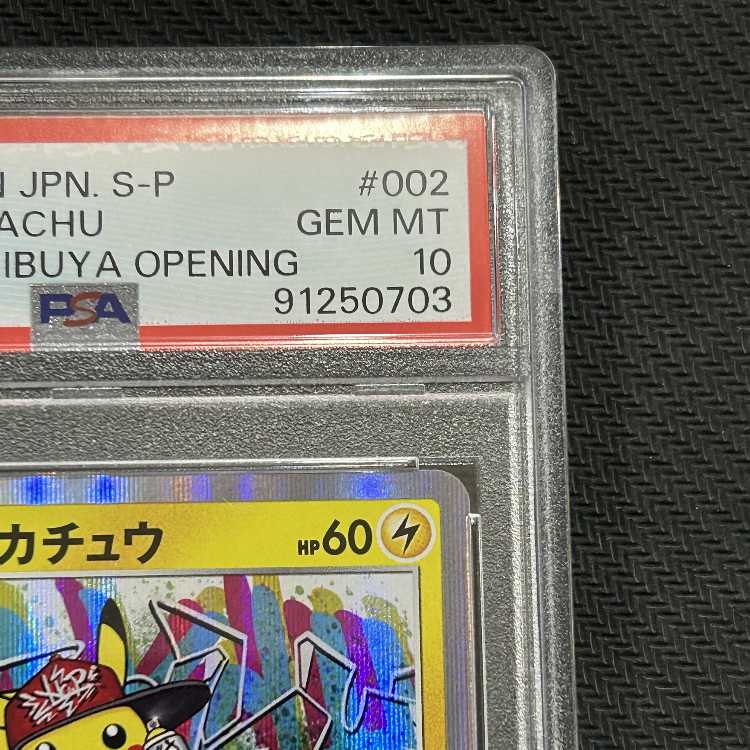 N JPN. S-P #002
ACHU GEM MT
IBUYA OPENING 10
PSA 91250703
カチュウ HP60